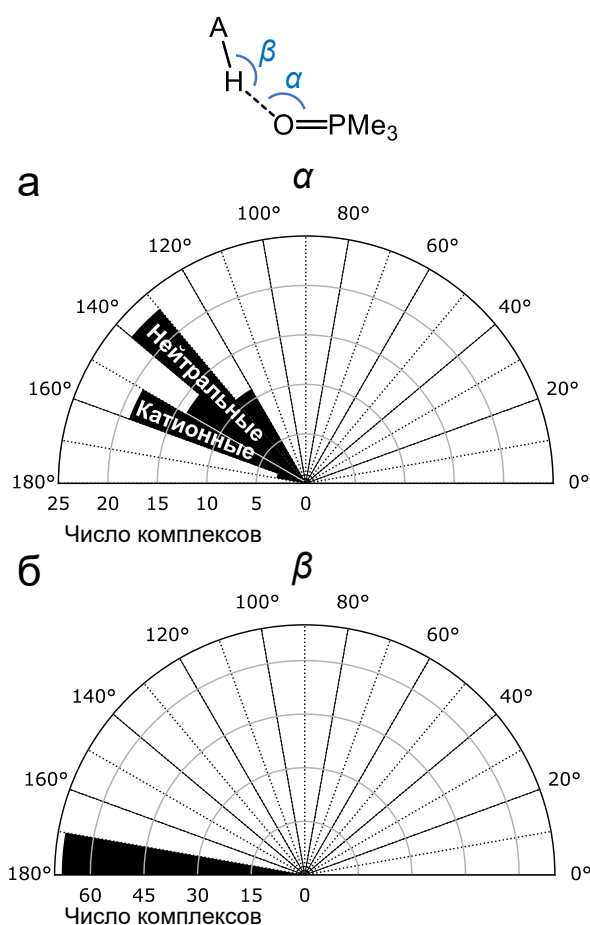 A
β
H
α
O=PMe3
а
α
100° 80°
120° 60°
140° 40°
Нейтральные
160° 20°
Катионные
180° 0°
25 20 15 10 5 0
Число комплексов
б
β
100° 80°
120° 60°
140° 40°
160° 20°
180° 0°
60 45 30 15 0
Число комплексов